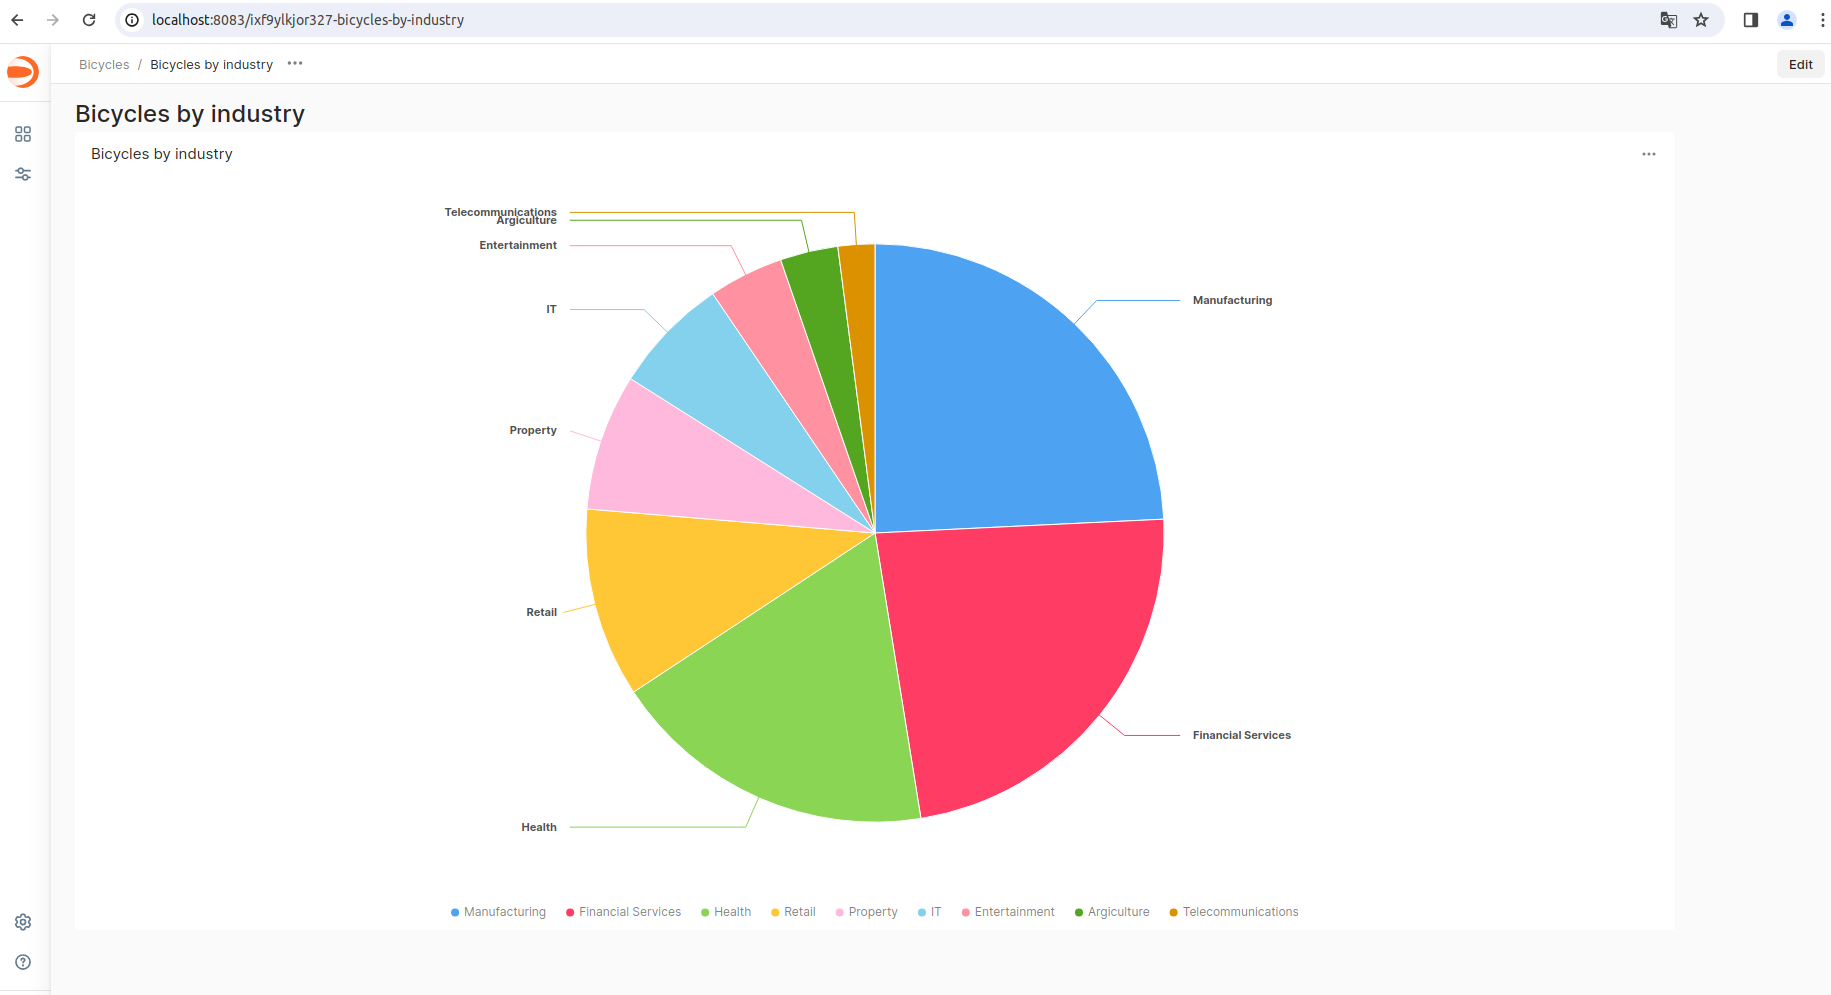 localhost:8083/ixf9ylkjor327-bicycles-by-industry
Bicycles / Bicycles by industry ···
Edit
Bicycles by industry
Bicycles by industry
Telecommunications
Argiculture
Entertainment
Manufacturing
IT
Property
Retail
Financial Services
Health
Manufacturing Financial Services Health Retail Property IT Entertainment Argiculture Telecommunications